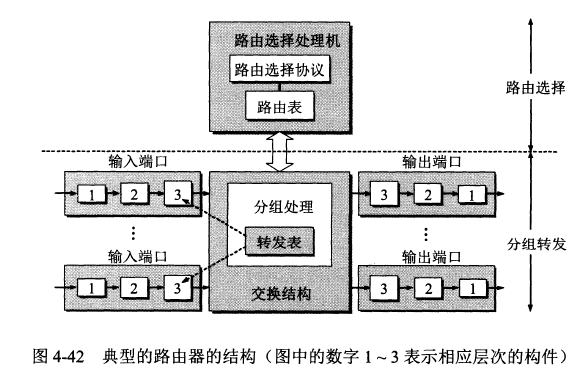 路由选择处理机
路由选择协议
路由表
路由选择
输入端口
输出端口
1 2 3
分组处理
3 2 1
⋮
转发表
⋮
分组转发
输入端口
输出端口
1 2 3
交换结构
3 2 1
图 4-42 典型的路由器的结构（图中的数字 1 ~ 3 表示相应层次的构件）